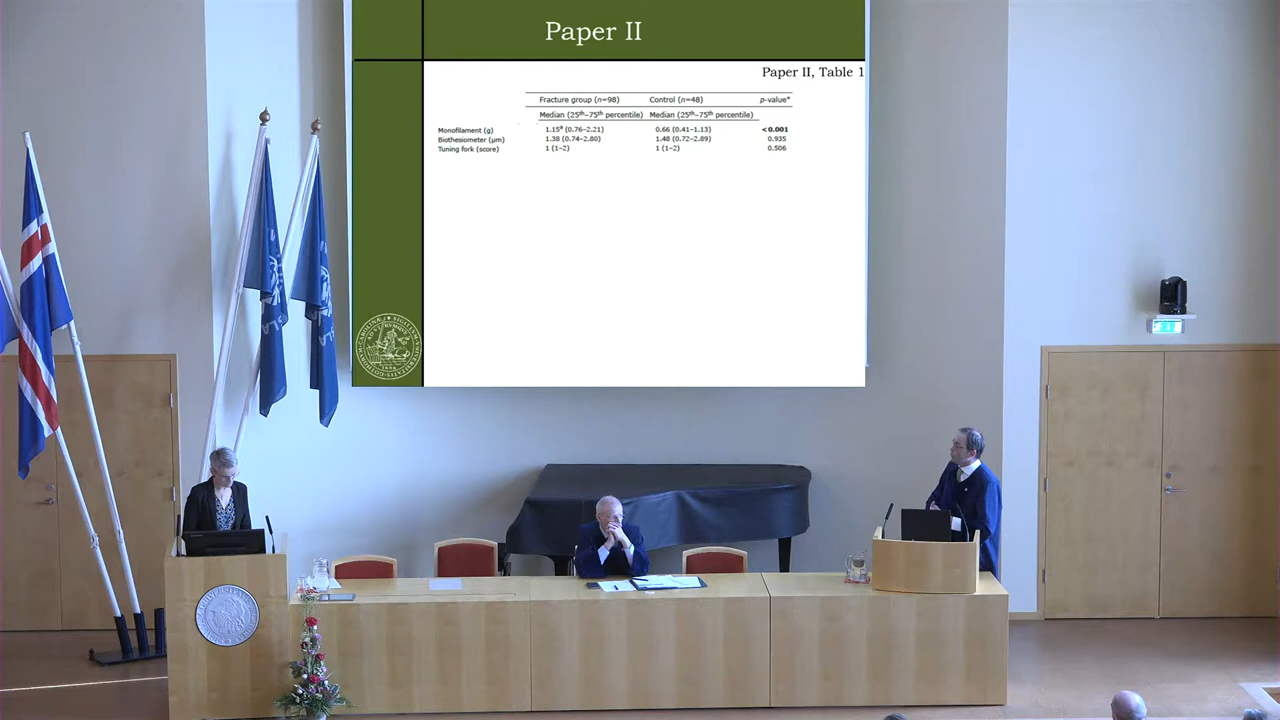 Paper II
Paper II, Table 1
Fracture group (n=98) Control (n=48) p-value*
Median (25th–75th percentile) Median (25th–75th percentile)
Monofilament (g) 1.15a (0.76–2.21) 0.66 (0.41–1.13) <0.001
Biothesiometer (µm) 1.38 (0.74–2.80) 1.48 (0.72–2.89) 0.935
Tuning fork (score) 1 (1–2) 1 (1–2) 0.506